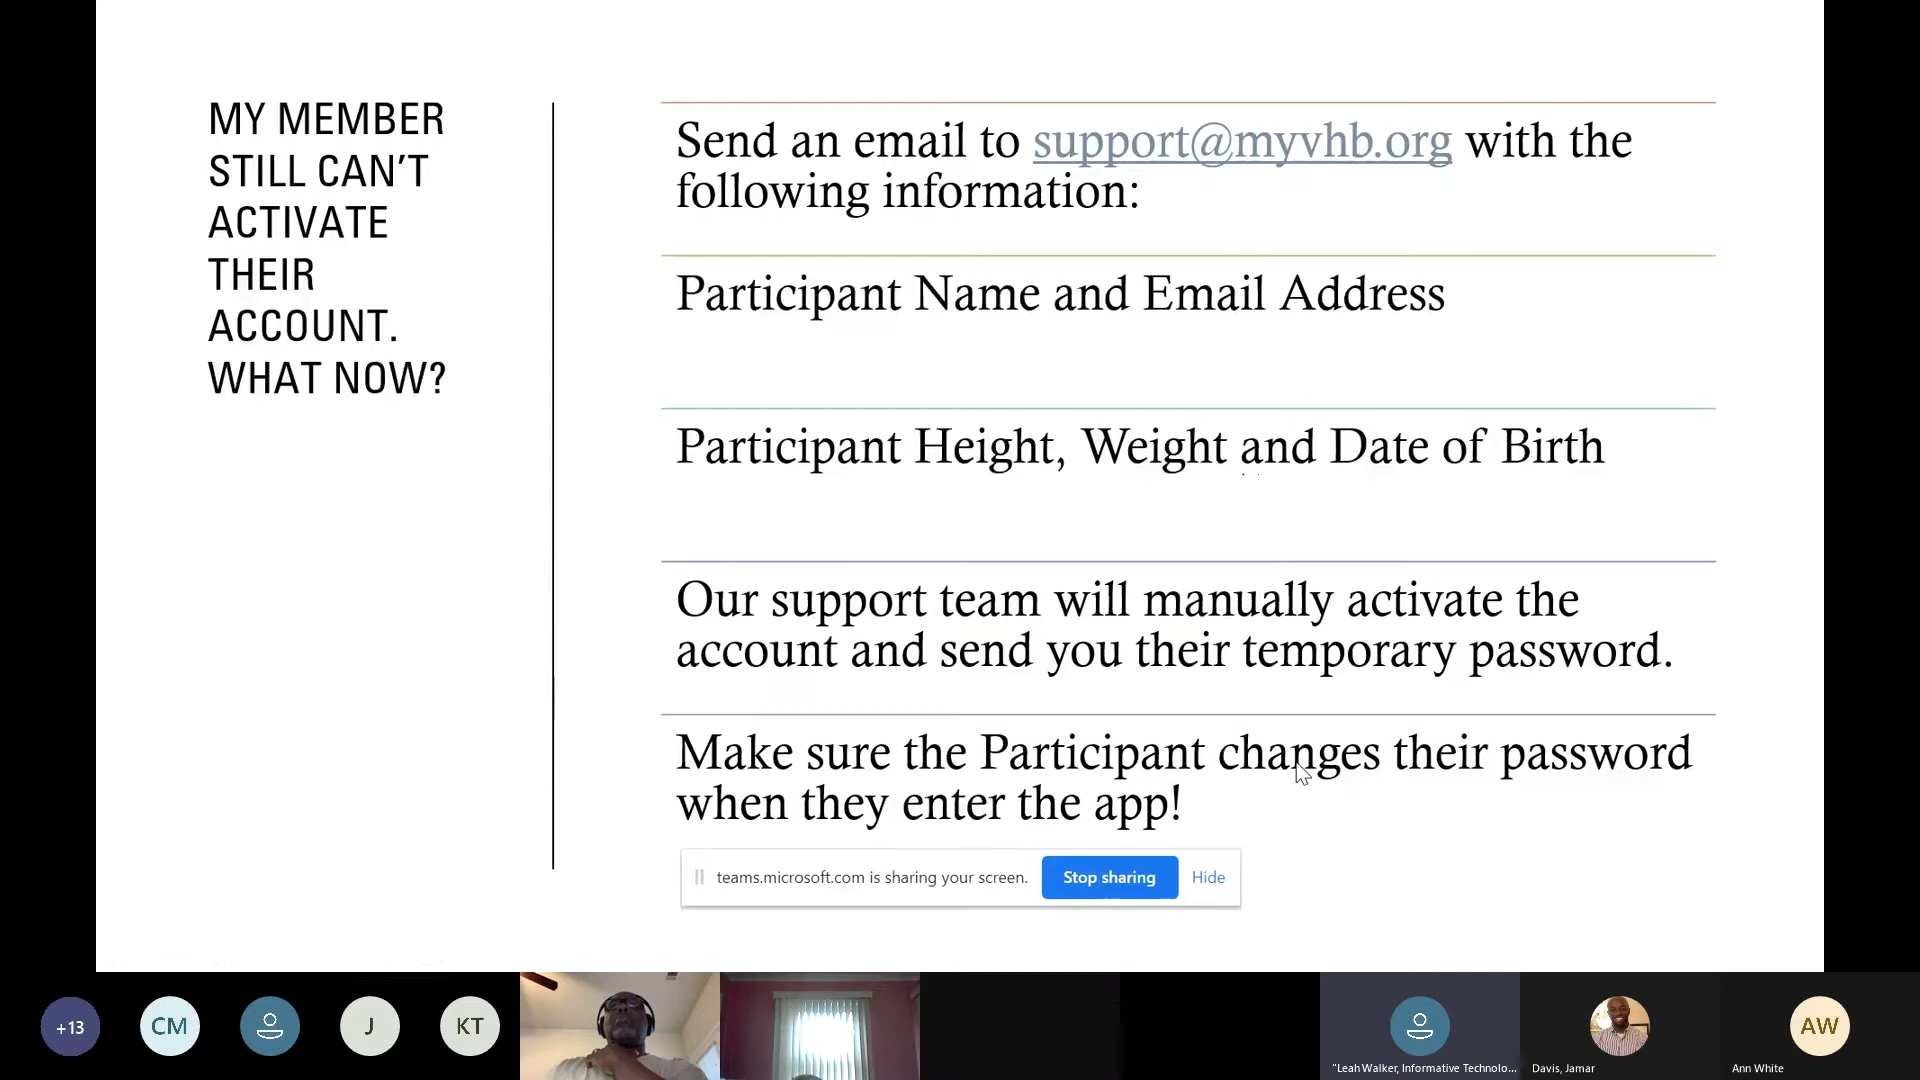 MY MEMBER
STILL CAN’T
ACTIVATE
THEIR
ACCOUNT.
WHAT NOW?
Send an email to support@myvhb.org with the
following information:
Participant Name and Email Address
Participant Height, Weight and Date of Birth
Our support team will manually activate the
account and send you their temporary password.
Make sure the Participant changes their password
when they enter the app!
teams.microsoft.com is sharing your screen.
Stop sharing
Hide
+13
CM
J
KT
AW
"Leah Walker, Informative Technolo...
Davis, Jamar
Ann White